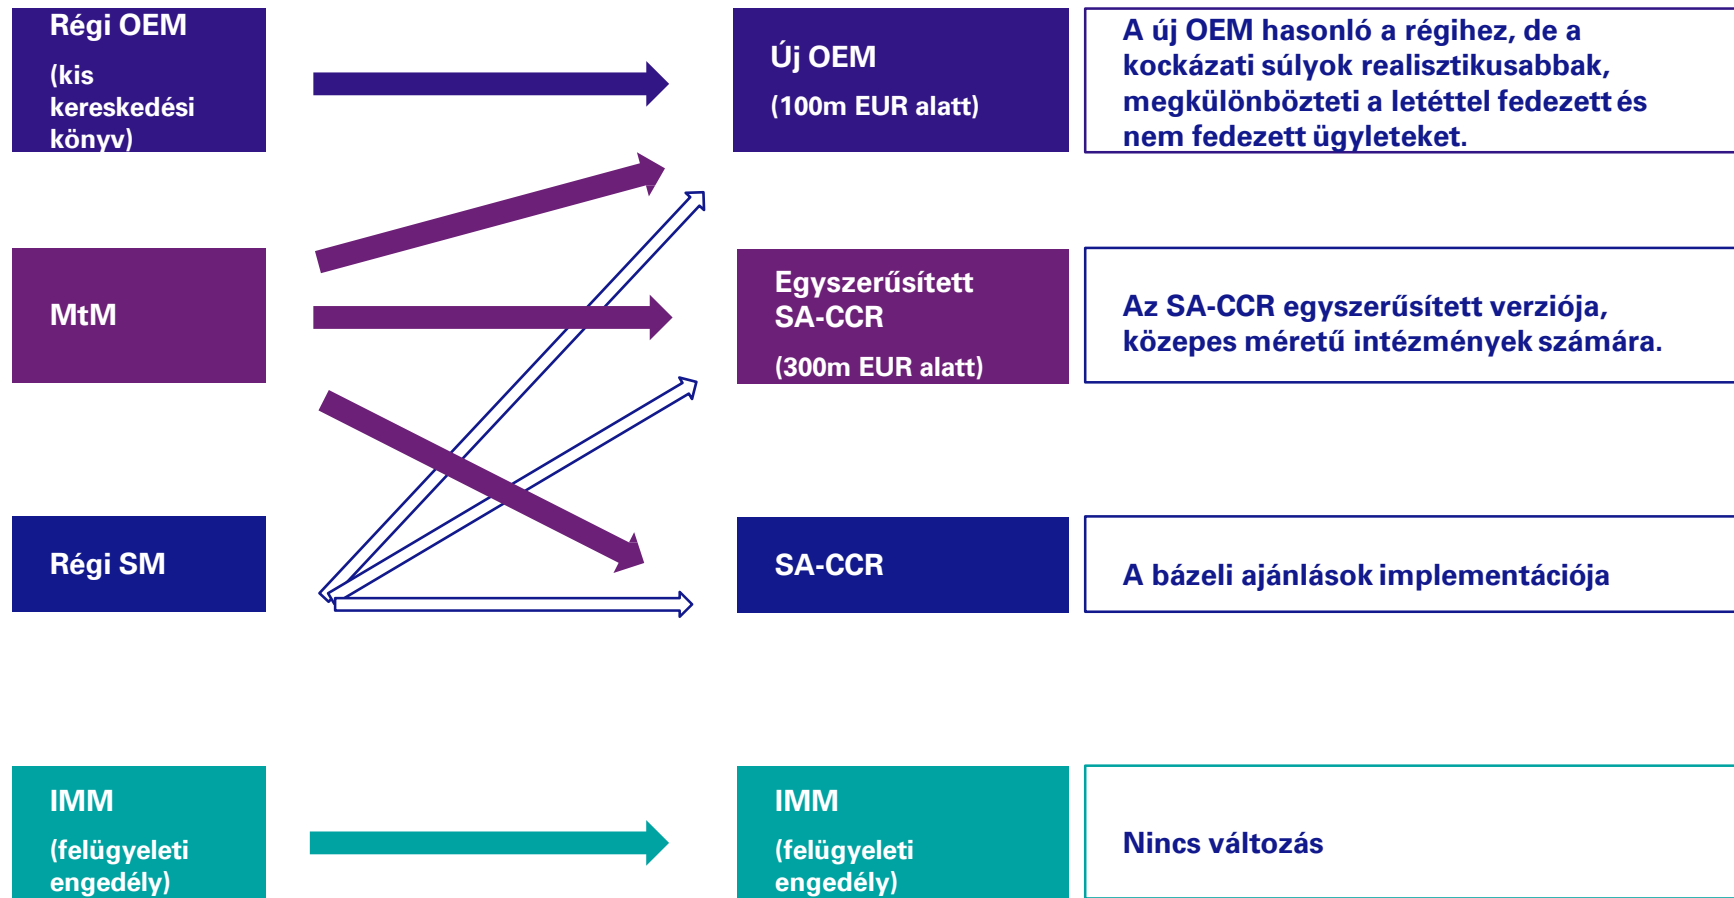 Régi OEM
(kis
kereskedési
könyv)
Új OEM
(100m EUR alatt)
A új OEM hasonló a régihez, de a
kockázati súlyok realisztikusabbak,
megkülönbözteti a letéttel fedezett és
nem fedezett ügyleteket.
MtM
Egyszerűsített
SA-CCR
(300m EUR alatt)
Az SA-CCR egyszerűsített verziója,
közepes méretű intézmények számára.
Régi SM
SA-CCR
A bázeli ajánlások implementációja
IMM
(felügyeleti
engedély)
IMM
(felügyeleti
engedély)
Nincs változás